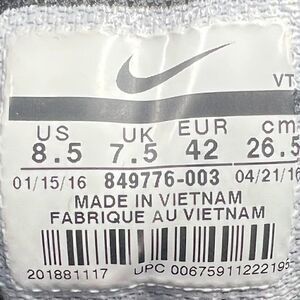 VT
US UK EUR cm
8.5 7.5 42 26.5
01/15/16 849776-003 04/21/16
MADE IN VIETNAM
FABRIQUE AU VIETNAM
201881117 UPC 00675911222195